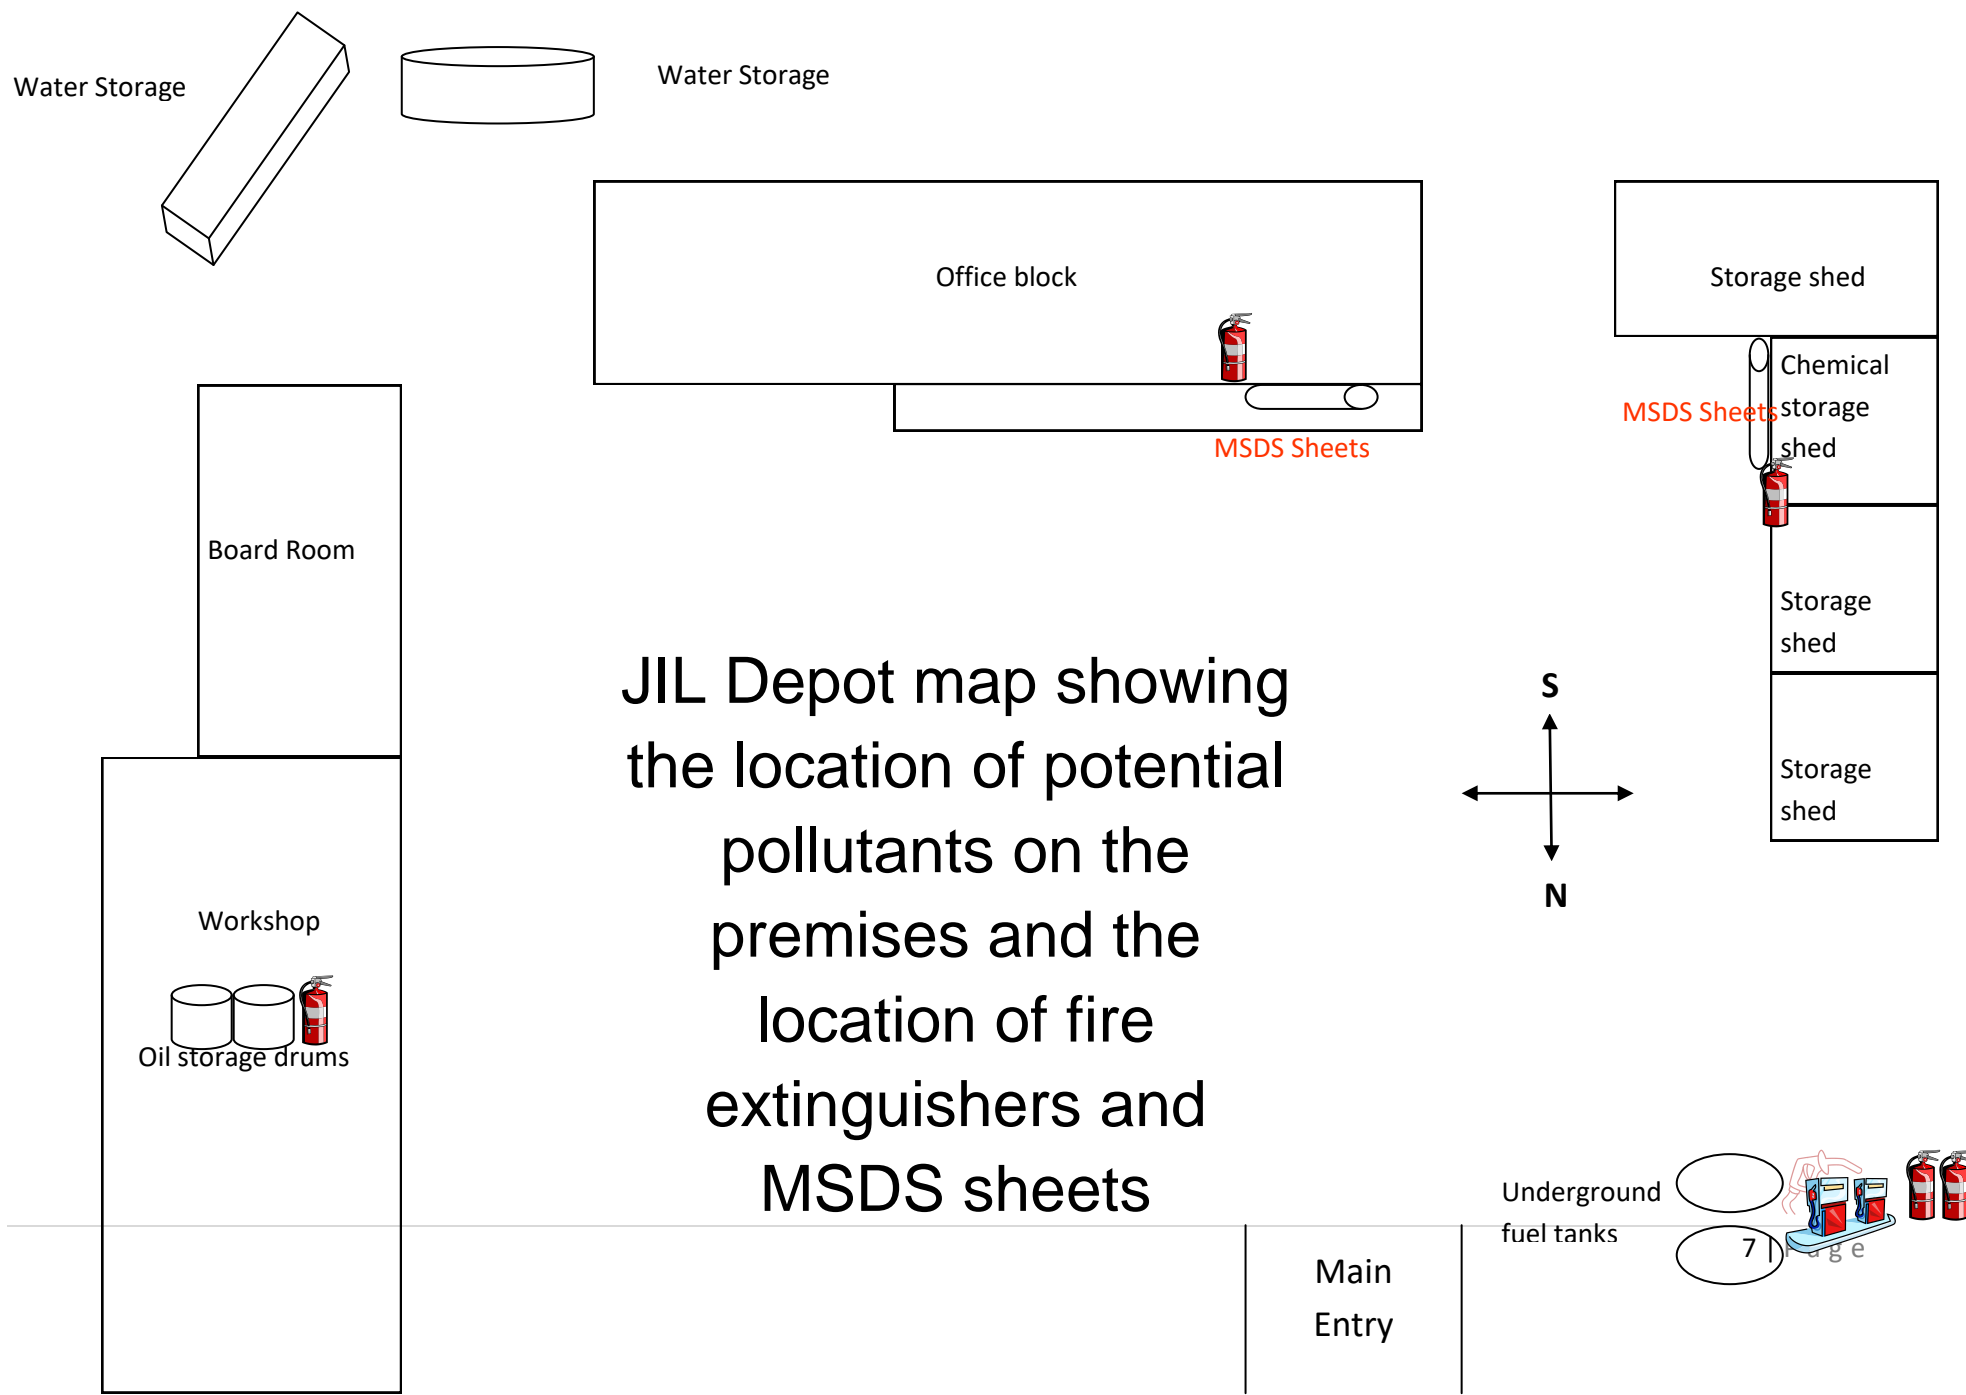 Water Storage
Water Storage
Office block
Storage shed
Chemical
storage
shed
MSDS Sheets
MSDS Sheets
Board Room
Storage
shed
JIL Depot map showing
the location of potential
pollutants on the
premises and the
location of fire
extinguishers and
MSDS sheets
S
N
Storage
shed
Workshop
Oil storage drums
Underground
fuel tanks
7 | Page
Main
Entry